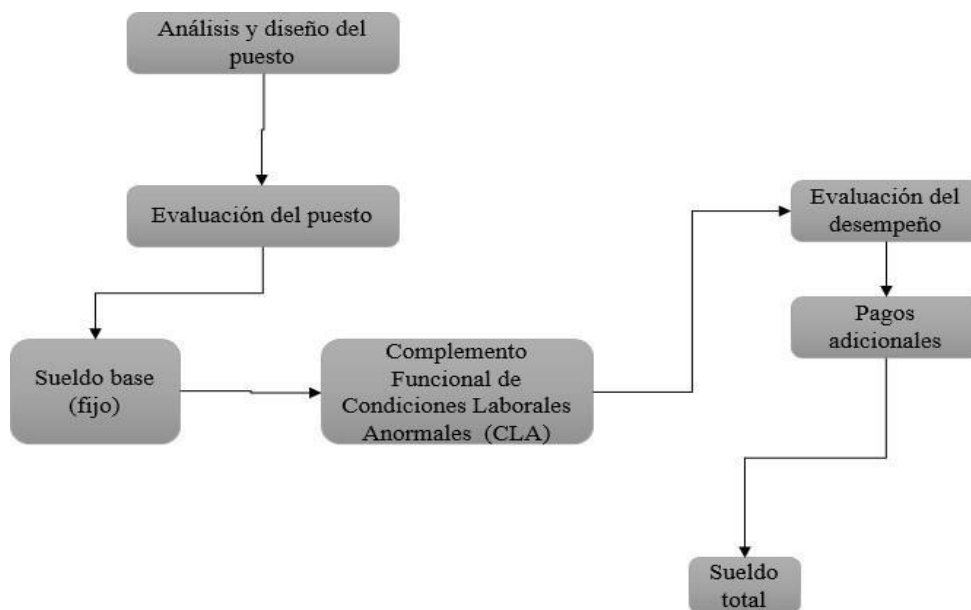 Análisis y diseño del
puesto
Evaluación del puesto
Sueldo base
(fijo)
Complemento
Funcional de
Condiciones Laborales
Anormales (CLA)
Evaluación del
desempeño
Pagos
adicionales
Sueldo
total